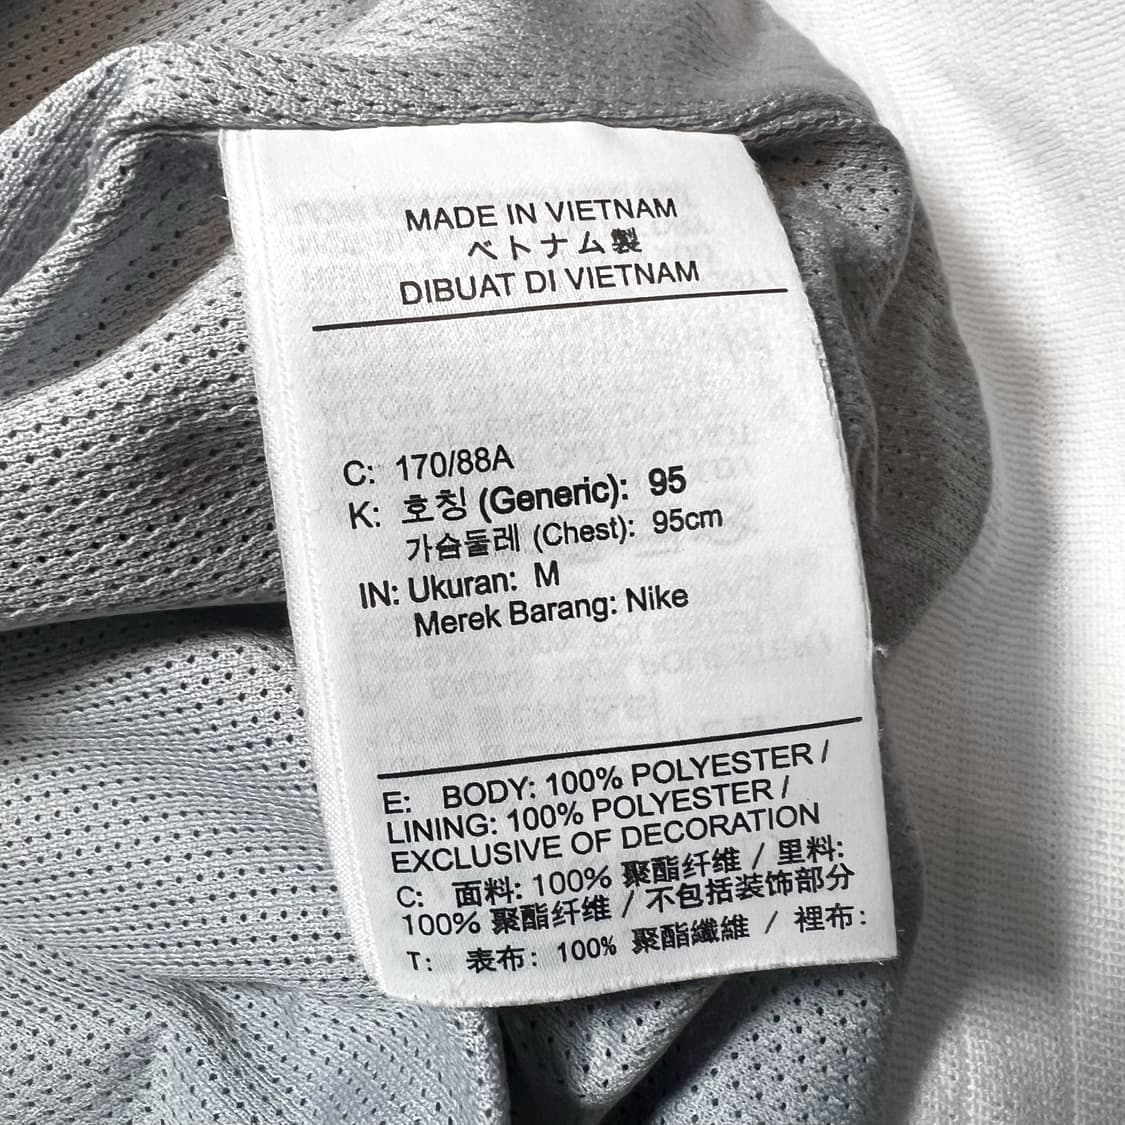 MADE IN VIETNAM
ベトナム製
DIBUAT DI VIETNAM
C: 170/88A
K: 호칭 (Generic): 95
가슴둘레 (Chest): 95cm
IN: Ukuran: M
Merek Barang: Nike
E: BODY: 100% POLYESTER /
LINING: 100% POLYESTER /
EXCLUSIVE OF DECORATION
C: 面料: 100% 聚酯纤维 / 里料:
100% 聚酯纤维 / 不包括装饰部分
T: 表布: 100% 聚酯纖維 / 裡布: